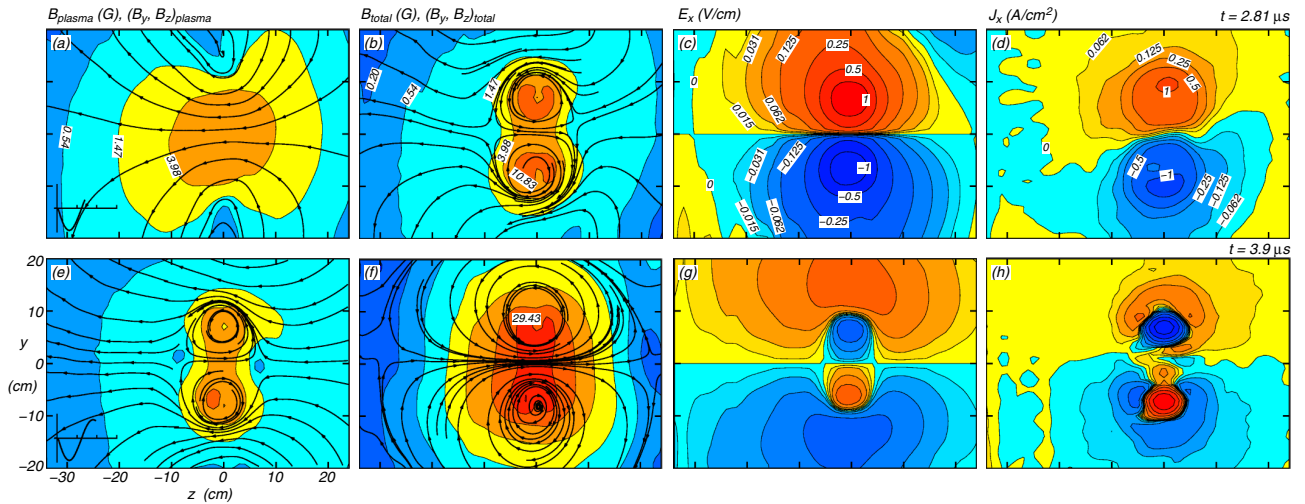 B_plasma (G), (B_y, B_z)_plasma B_total (G), (B_y, B_z)_total E_x (V/cm) J_x (A/cm²) t = 2.81 µs
(a) (b) (c) (d)
0.54 1.47 3.98
0.20 0.54 1.47 3.98 10.83
0 0.015 0.031 0.062 0.125 0.25 0.5 1
0 −0.015 −0.031 −0.062 −0.125 −0.25 −0.5 −1
0.062 0.125 0.25 0.5 1
0 −0.5 −1 −0.25 −0.125 −0.062
t = 3.9 µs
(e) (f) (g) (h)
29.43
20
10
y 0
(cm)
−10
−20
−30 −20 −10 0 10 20
z (cm)